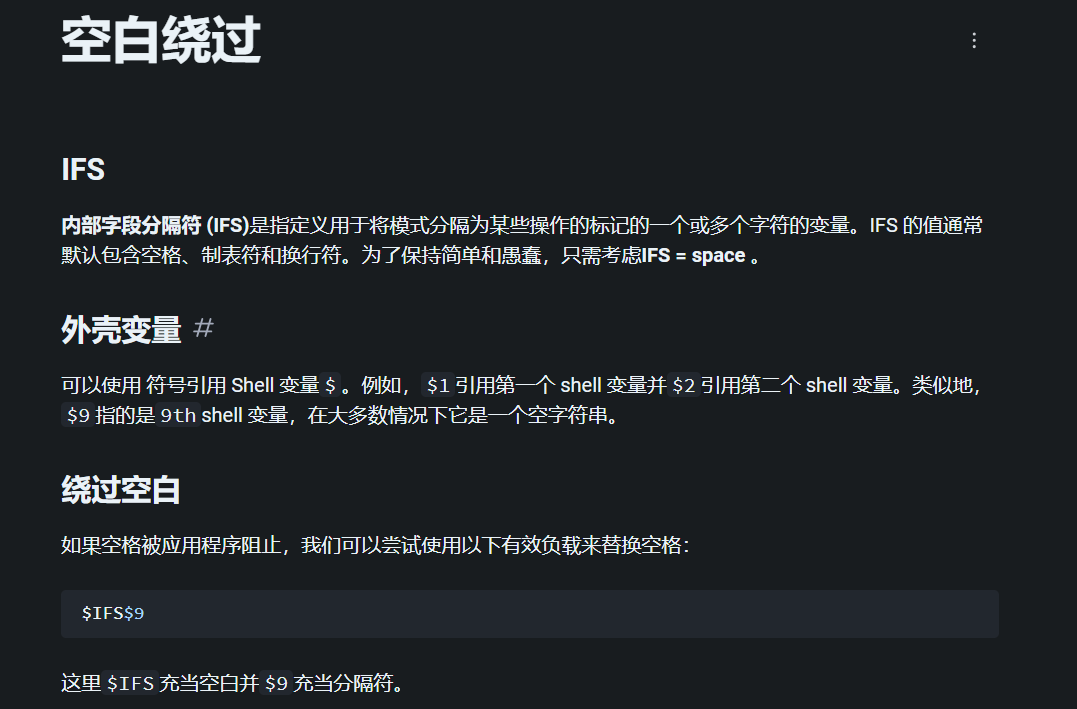 空白绕过
IFS
内部字段分隔符 (IFS)是指定义用于将模式分隔为某些操作的标记的一个或多个字符的变量。IFS 的值通常
默认包含空格、制表符和换行符。为了保持简单和愚蠢，只需考虑IFS = space 。
外壳变量 #
可以使用 符号引用 Shell 变量 $ 。例如， $1 引用第一个 shell 变量并 $2 引用第二个 shell 变量。类似地，
$9 指的是 9th shell 变量，在大多数情况下它是一个空字符串。
绕过空白
如果空格被应用程序阻止，我们可以尝试使用以下有效负载来替换空格：
$IFS$9
这里 $IFS 充当空白并 $9 充当分隔符。